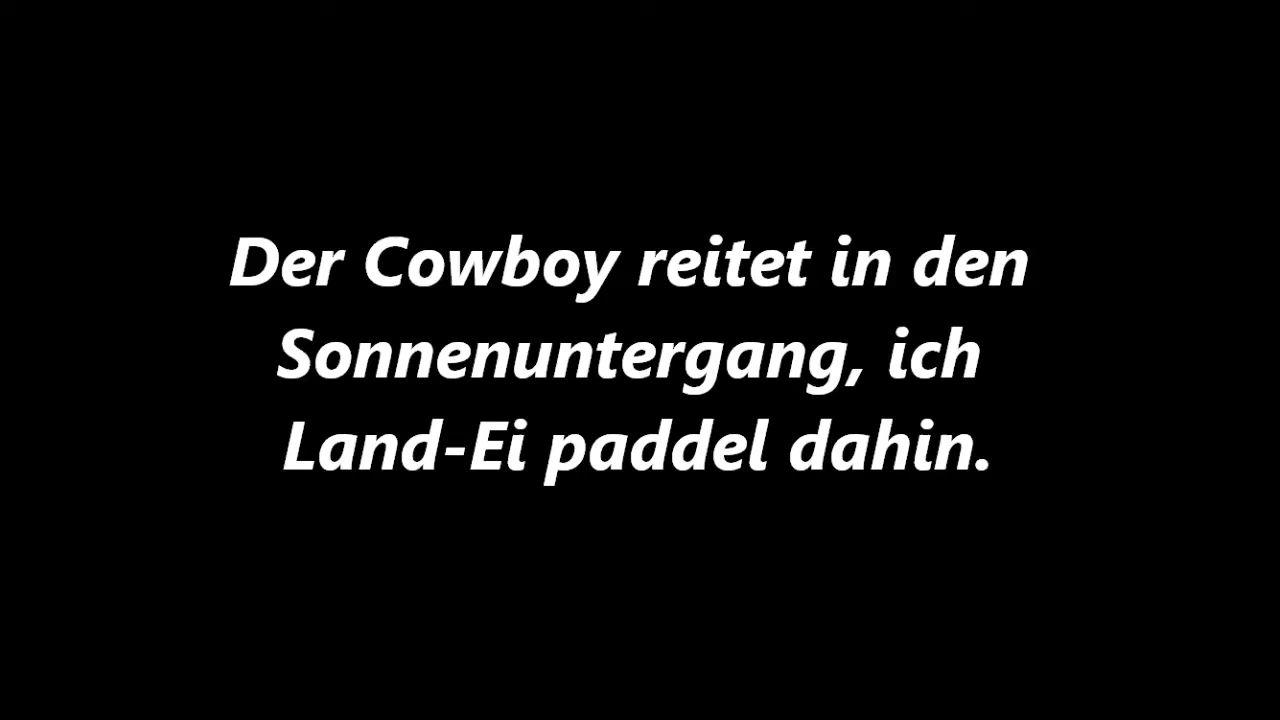 Der Cowboy reitet in den
Sonnenuntergang, ich
Land-Ei paddel dahin.